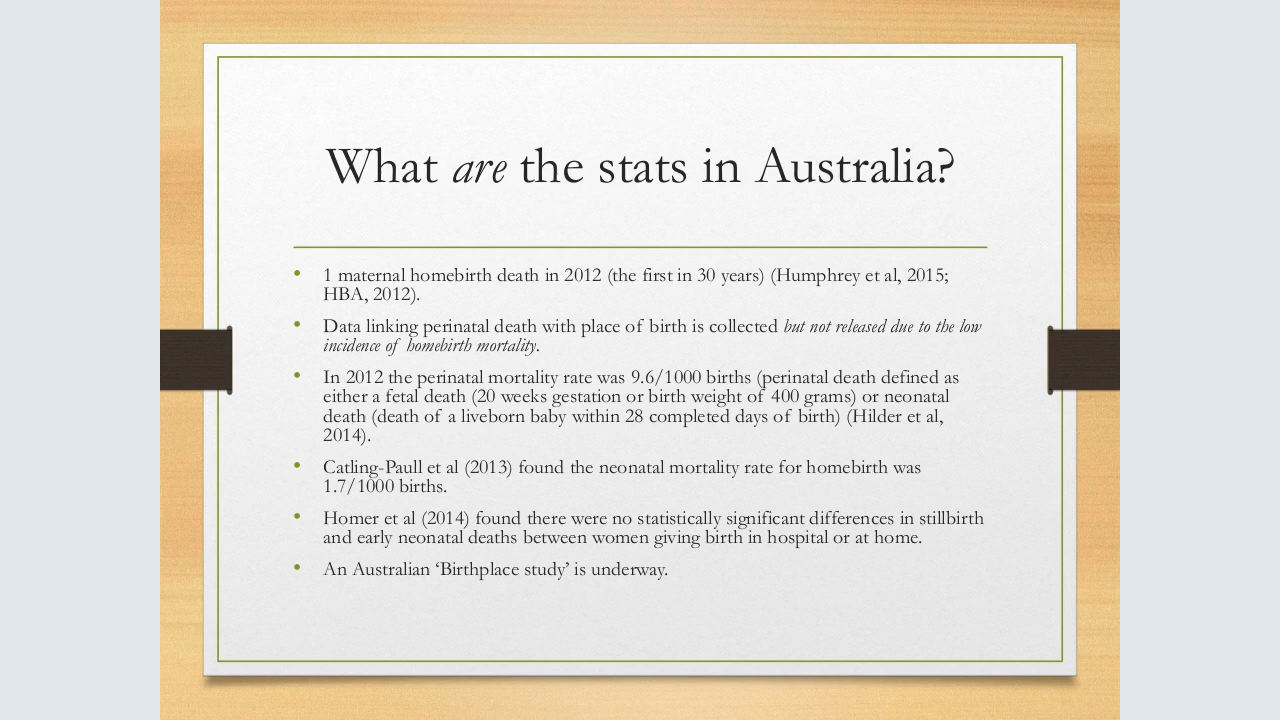 What are the stats in Australia?
• 1 maternal homebirth death in 2012 (the first in 30 years) (Humphrey et al, 2015;
HBA, 2012).
• Data linking perinatal death with place of birth is collected but not released due to the low
incidence of homebirth mortality.
• In 2012 the perinatal mortality rate was 9.6/1000 births (perinatal death defined as
either a fetal death (20 weeks gestation or birth weight of 400 grams) or neonatal
death (death of a liveborn baby within 28 completed days of birth) (Hilder et al,
2014).
• Catling-Paull et al (2013) found the neonatal mortality rate for homebirth was
1.7/1000 births.
• Homer et al (2014) found there were no statistically significant differences in stillbirth
and early neonatal deaths between women giving birth in hospital or at home.
• An Australian ‘Birthplace study’ is underway.